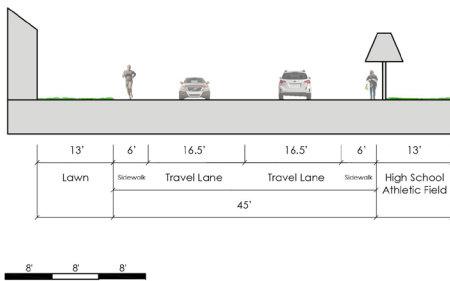 13' 6' 16.5' 16.5' 6' 13'
Lawn Sidewalk Travel Lane Travel Lane Sidewalk High School
Athletic Field
45'
8' 8' 8'